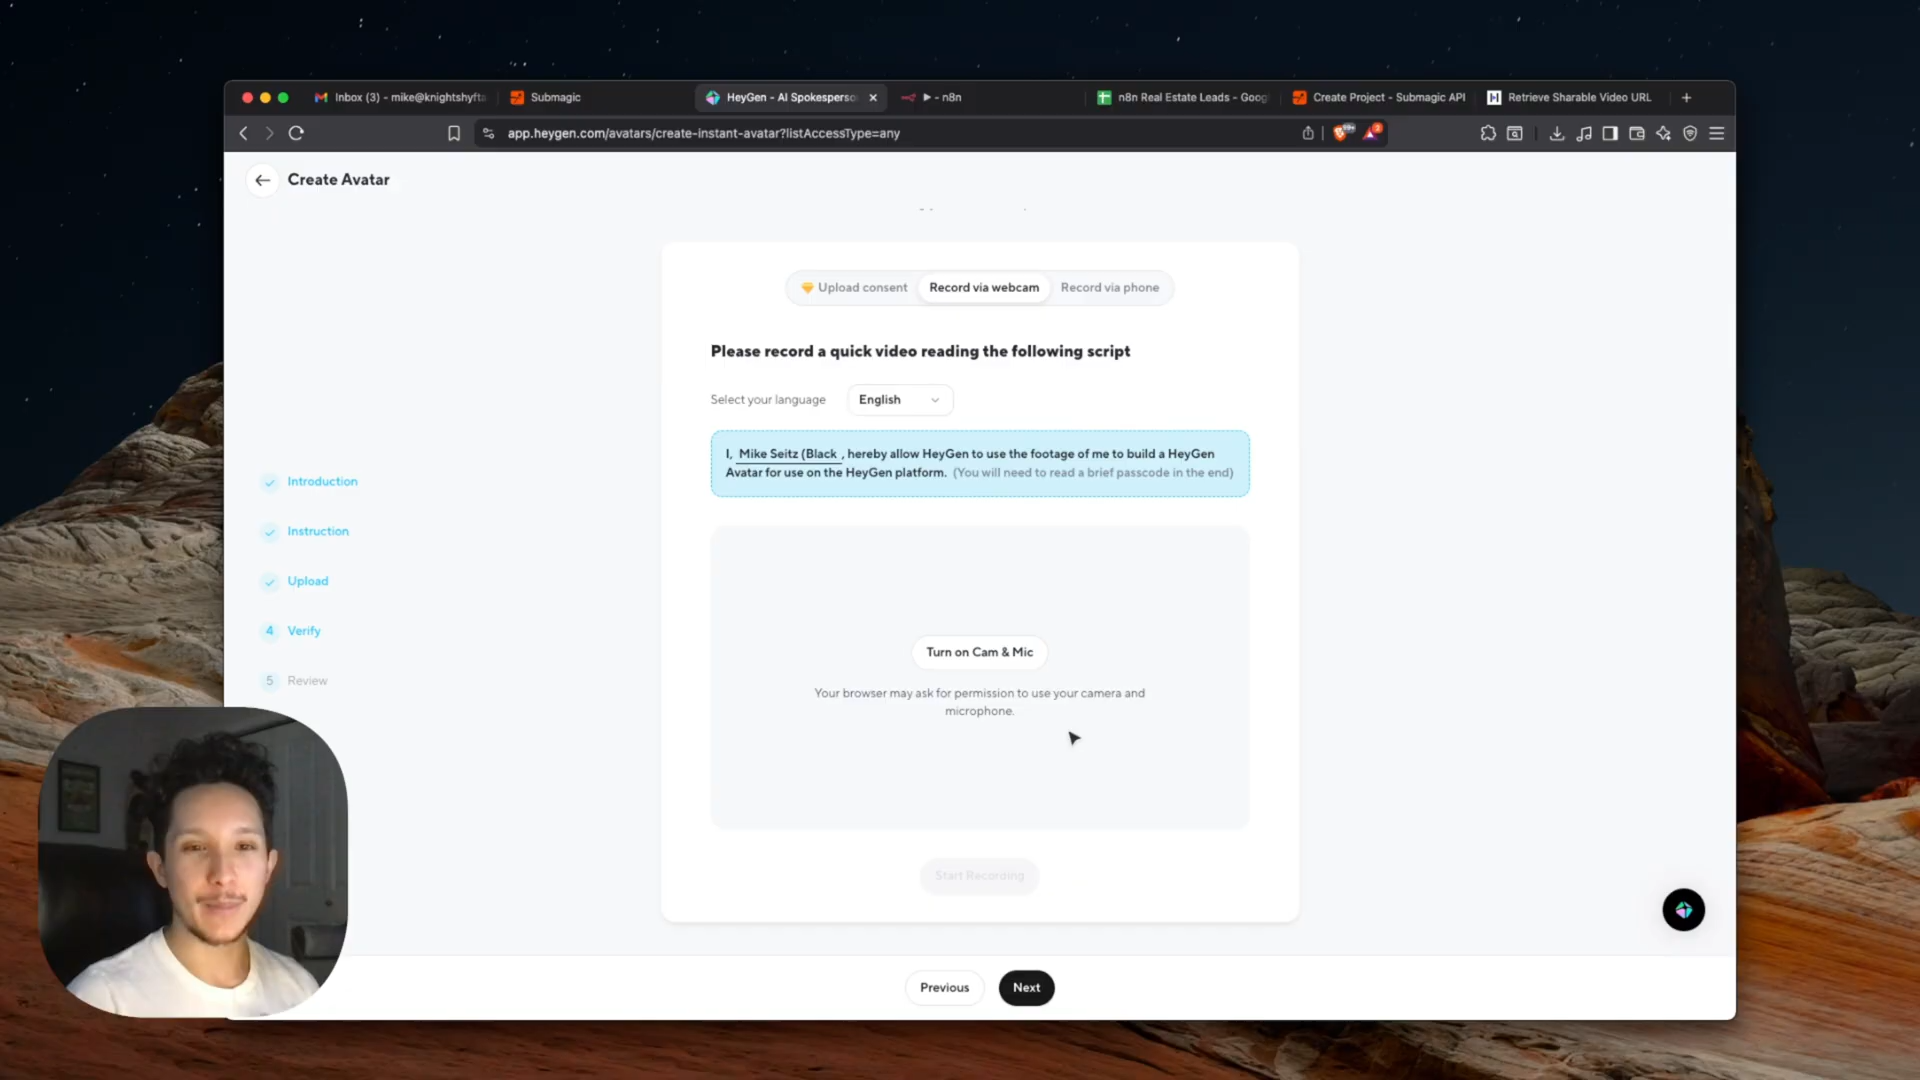 Inbox (3) - mike@knightshyfta
Submagic
HeyGen - AI Spokesperso
- n8n
n8n Real Estate Leads - Goog
Create Project - Submagic API
Retrieve Sharable Video URL
app.heygen.com/avatars/create-instant-avatar?listAccessType=any
99+
2
Create Avatar
Upload consent
Record via webcam
Record via phone
Please record a quick video reading the following script
Select your language
English
I, Mike Seitz (Black , hereby allow HeyGen to use the footage of me to build a HeyGen
Avatar for use on the HeyGen platform. (You will need to read a brief passcode in the end)
Introduction
Instruction
Upload
4 Verify
5 Review
Turn on Cam & Mic
Your browser may ask for permission to use your camera and
microphone.
Start Recording
Previous
Next